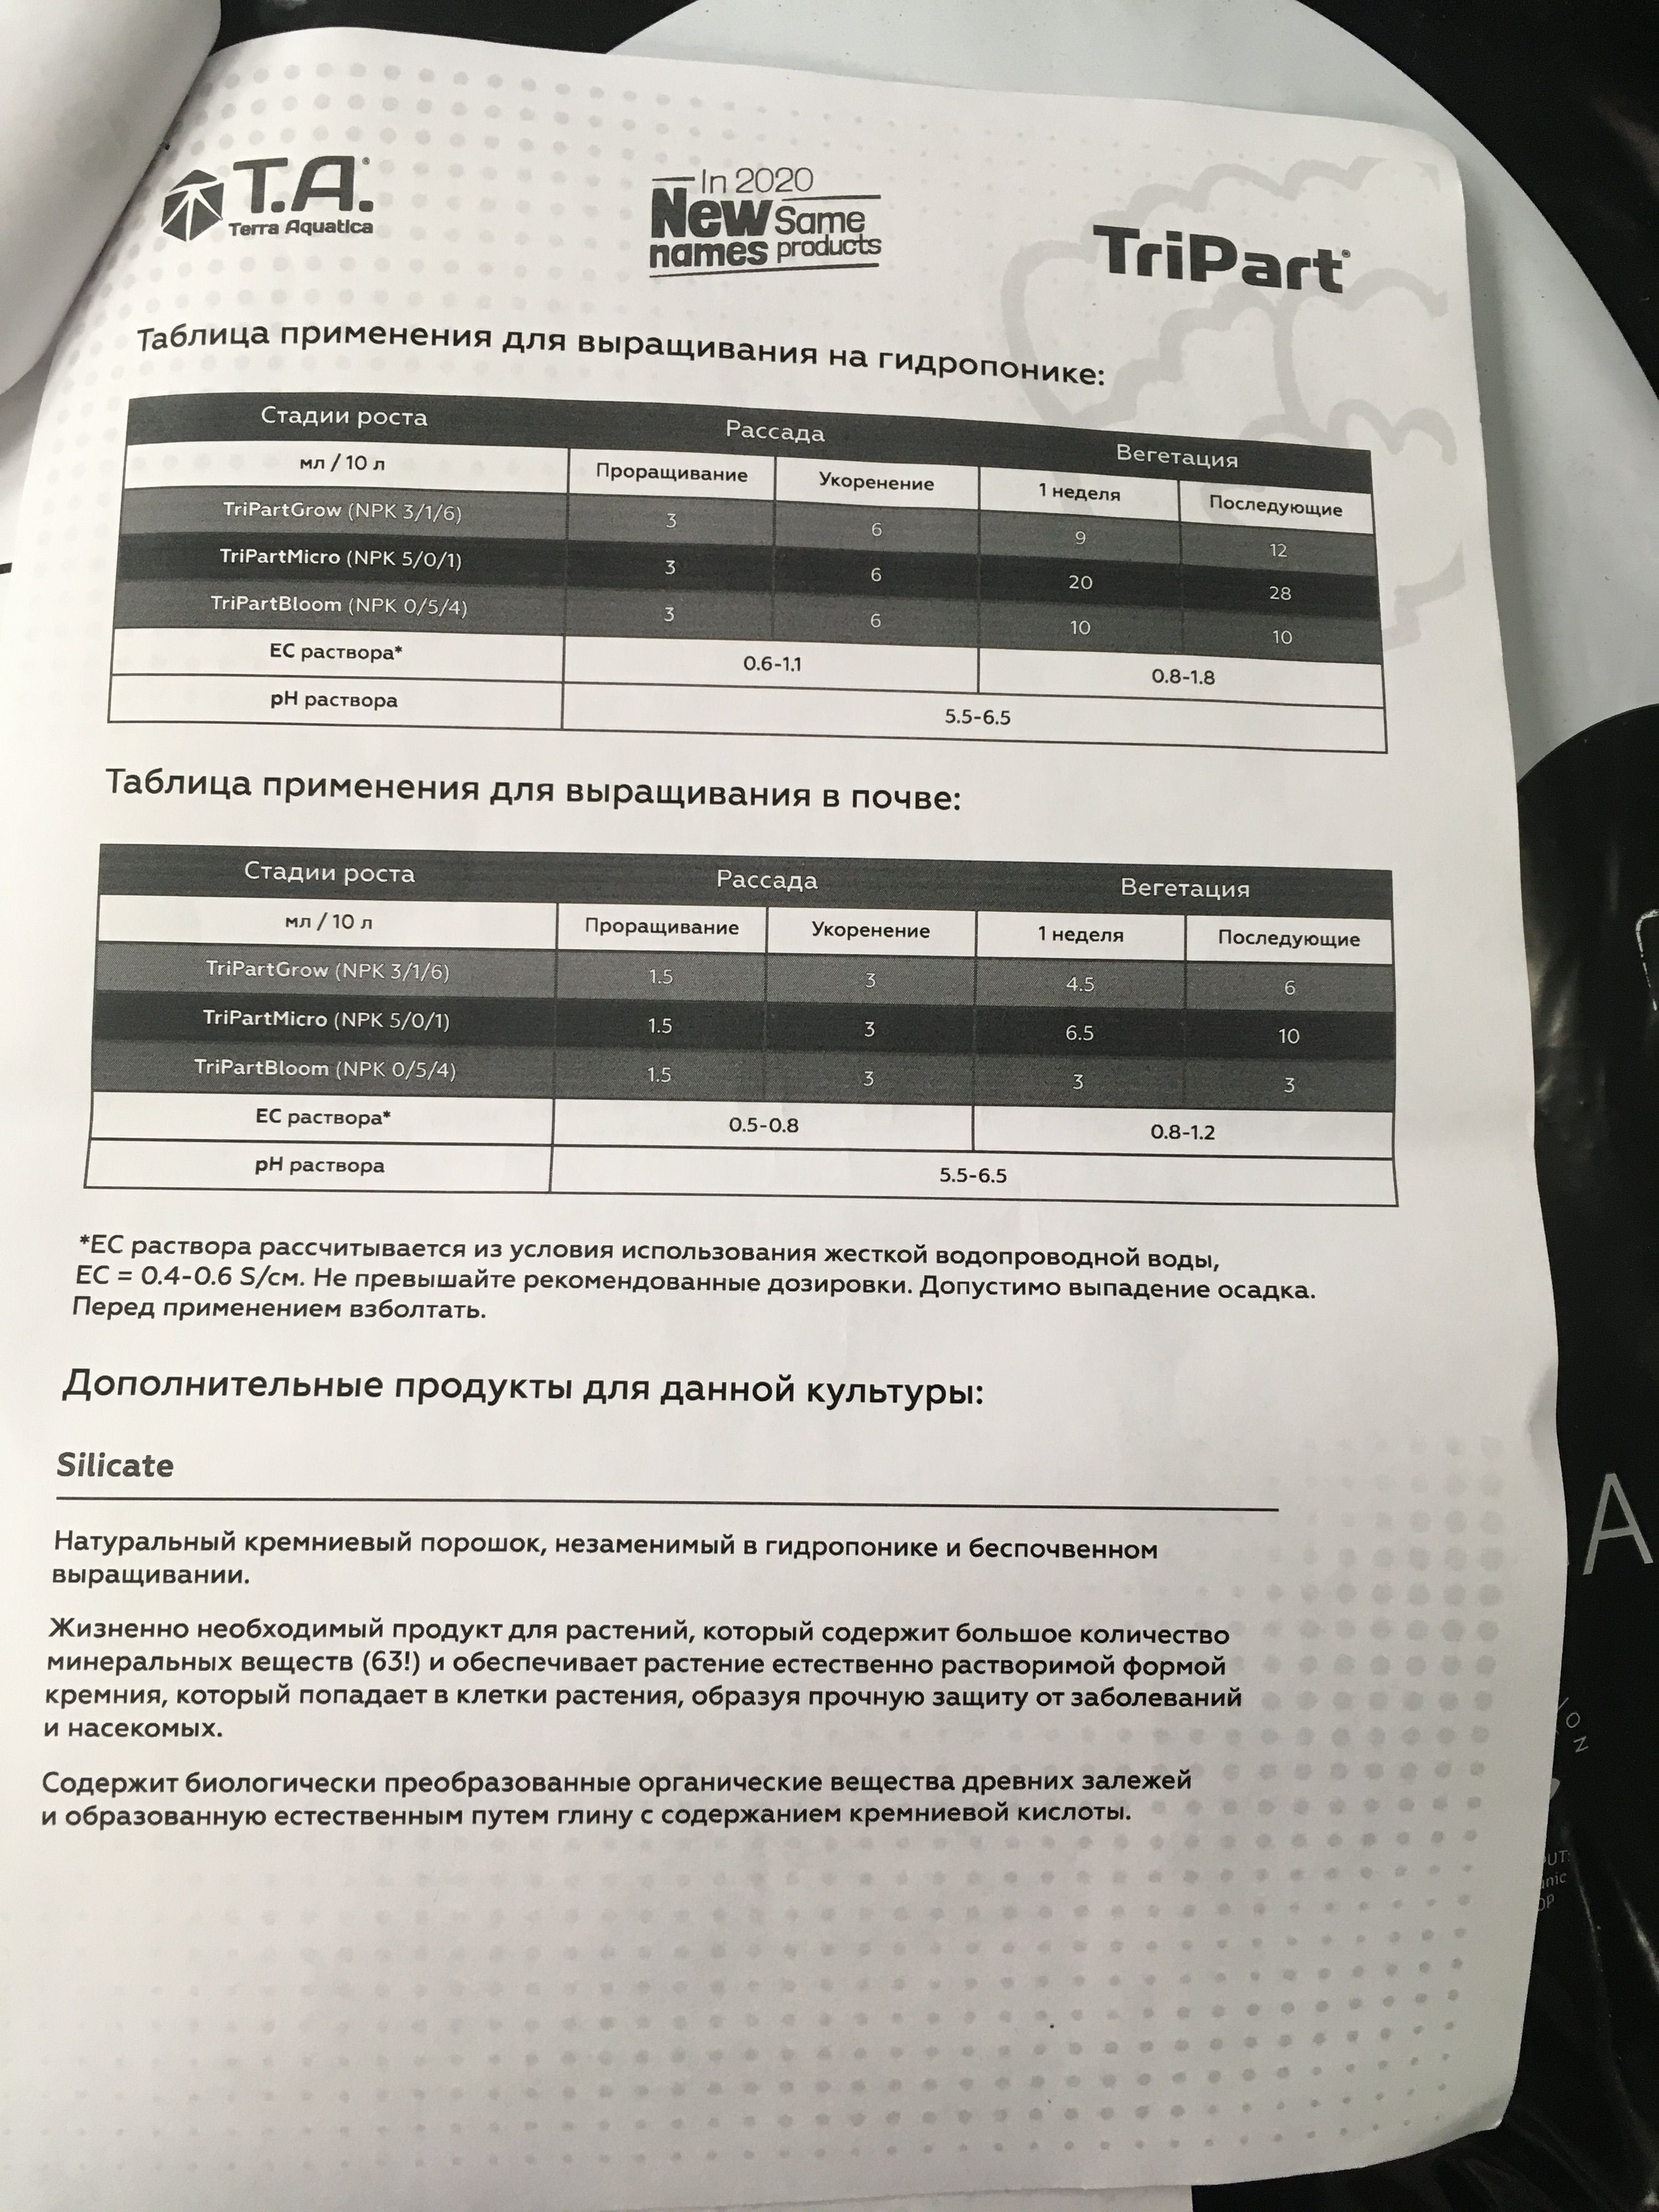 T.A.®
Terra Aquatica
In 2020
New Same
names products
TriPart®
Таблица применения для выращивания на гидропонике:
Стадии роста Рассада Вегетация
мл / 10 л Проращивание Укоренение 1 неделя Последующие
TriPartGrow (NPK 3/1/6) 3 6 9 12
TriPartMicro (NPK 5/0/1) 3 6 20 28
TriPartBloom (NPK 0/5/4) 3 6 10 10
EC раствора* 0.6-1.1 0.8-1.8
pH раствора 5.5-6.5
Таблица применения для выращивания в почве:
Стадии роста Рассада Вегетация
мл / 10 л Проращивание Укоренение 1 неделя Последующие
TriPartGrow (NPK 3/1/6) 1.5 3 4.5 6
TriPartMicro (NPK 5/0/1) 1.5 3 6.5 10
TriPartBloom (NPK 0/5/4) 1.5 3 3 3
EC раствора* 0.5-0.8 0.8-1.2
pH раствора 5.5-6.5
*EC раствора рассчитывается из условия использования жесткой водопроводной воды,
EC = 0.4-0.6 S/см. Не превышайте рекомендованные дозировки. Допустимо выпадение осадка.
Перед применением взболтать.
Дополнительные продукты для данной культуры:
Silicate
Натуральный кремниевый порошок, незаменимый в гидропонике и беспочвенном
выращивании.
Жизненно необходимый продукт для растений, который содержит большое количество
минеральных веществ (63!) и обеспечивает растение естественно растворимой формой
кремния, который попадает в клетки растения, образуя прочную защиту от заболеваний
и насекомых.
Содержит биологически преобразованные органические вещества древних залежей
и образованную естественным путем глину с содержанием кремниевой кислоты.
A